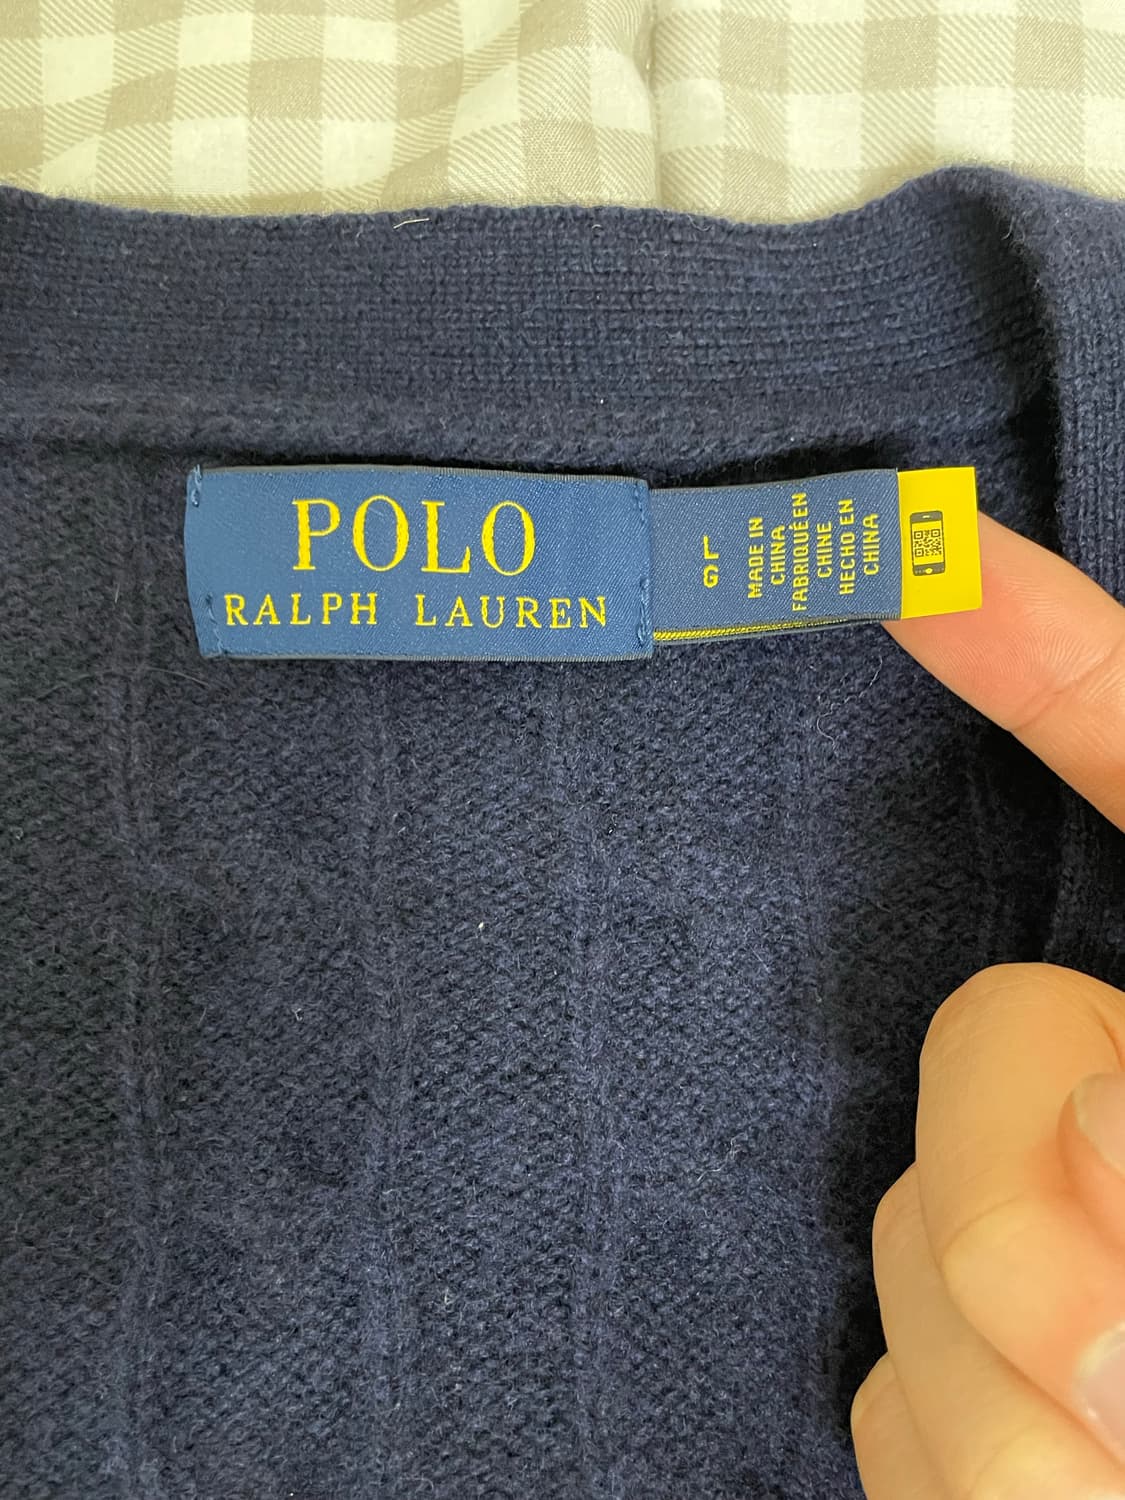 POLO
RALPH LAUREN
L
G
MADE IN
CHINA
FABRIQUÉ EN
CHINE
HECHO EN
CHINA